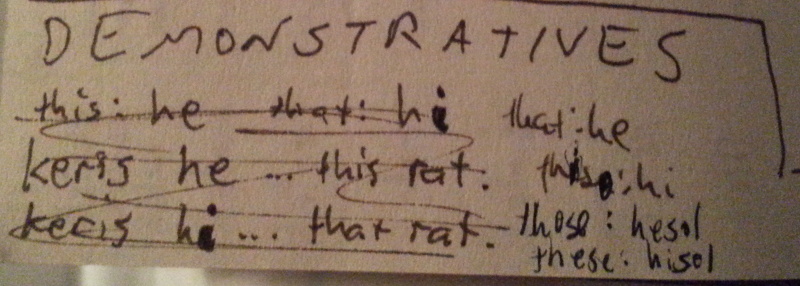 DEMONSTRATIVES
this: he that: hi
keris he ... this rat.
keris hi ... that rat.
that: he
this: hi
those: hesol
these: hisol